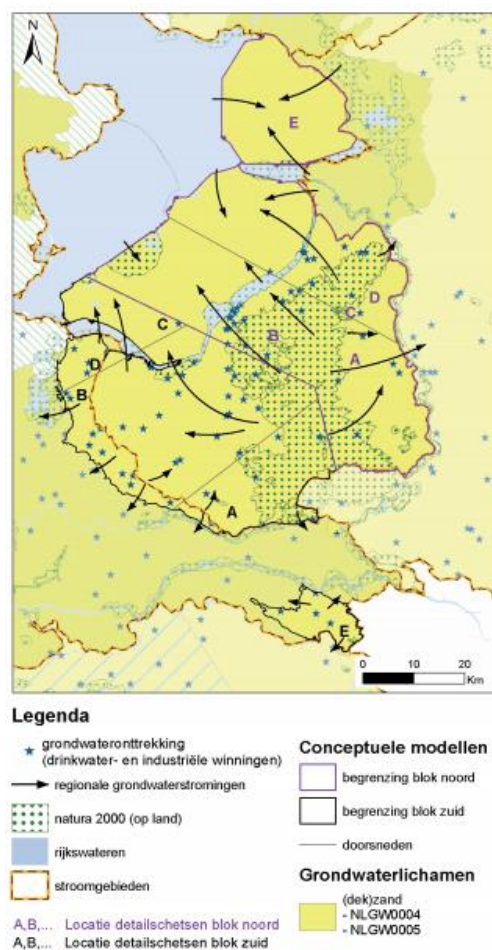 N
E
D
C
C
B
A
D
B
A
E
0 10 20
Km
Legenda
grondwateronttrekking
(drinkwater- en industriële winningen)
regionale grondwaterstromingen
natura 2000 (op land)
rijkswateren
stroomgebieden
A,B,... Locatie detailschetsen blok noord
A,B,... Locatie detailschetsen blok zuid
Conceptuele modellen
begrenzing blok noord
begrenzing blok zuid
doorsneden
Grondwaterlichamen
(dek)zand
- NLGW0004
- NLGW0005